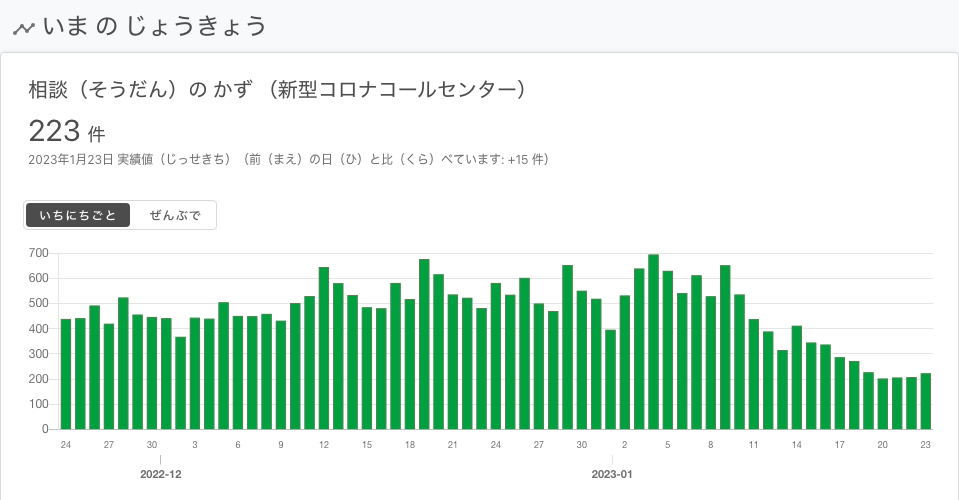 いま の じょうきょう
相談（そうだん）の かず （新型コロナコールセンター）
223 件
2023年1月23日 実績値（じっせきち）（前（まえ）の日（ひ）と比（くら）べています: +15 件）
いちにちごと ぜんぶで
700
600
500
400
300
200
100
0
24 27 30 3 6 9 12 15 18 21 24 27 30 2 5 8 11 14 17 20 23
2022-12 2023-01